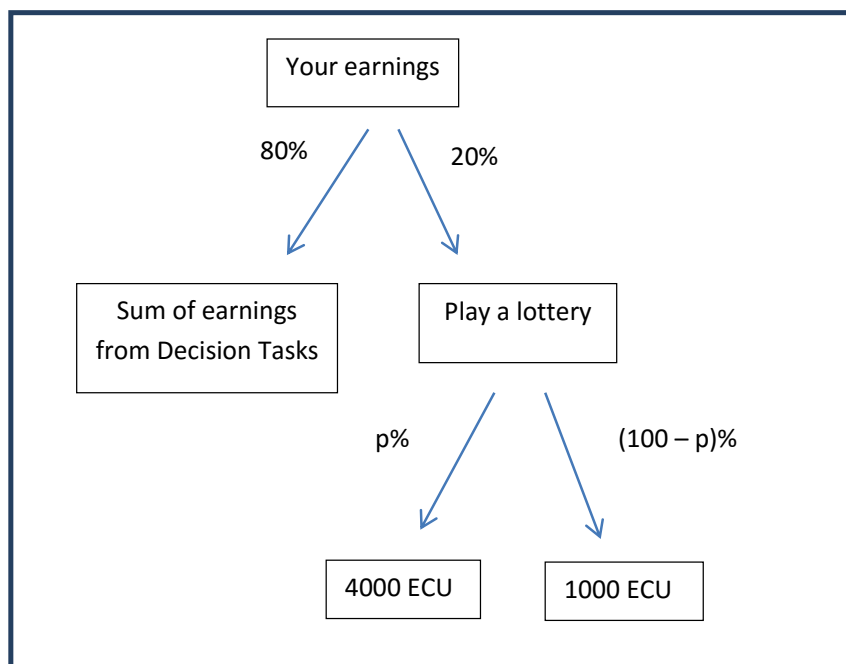 Your earnings
80%
20%
Sum of earnings
from Decision Tasks
Play a lottery
p%
(100 – p)%
4000 ECU
1000 ECU